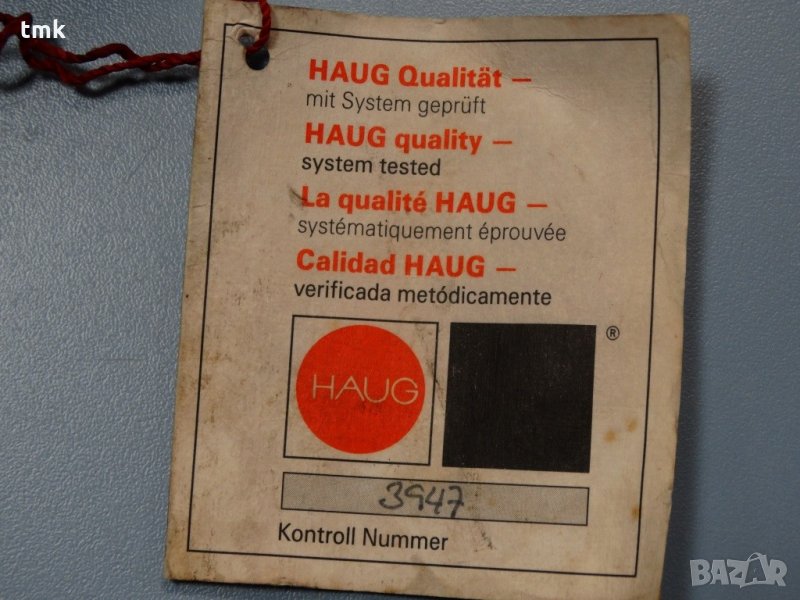 tmk
HAUG Qualität –
mit System geprüft
HAUG quality –
system tested
La qualité HAUG –
systématiquement éprouvée
Calidad HAUG –
verificada metódicamente
HAUG
®
3947
Kontroll Nummer
BAZAR